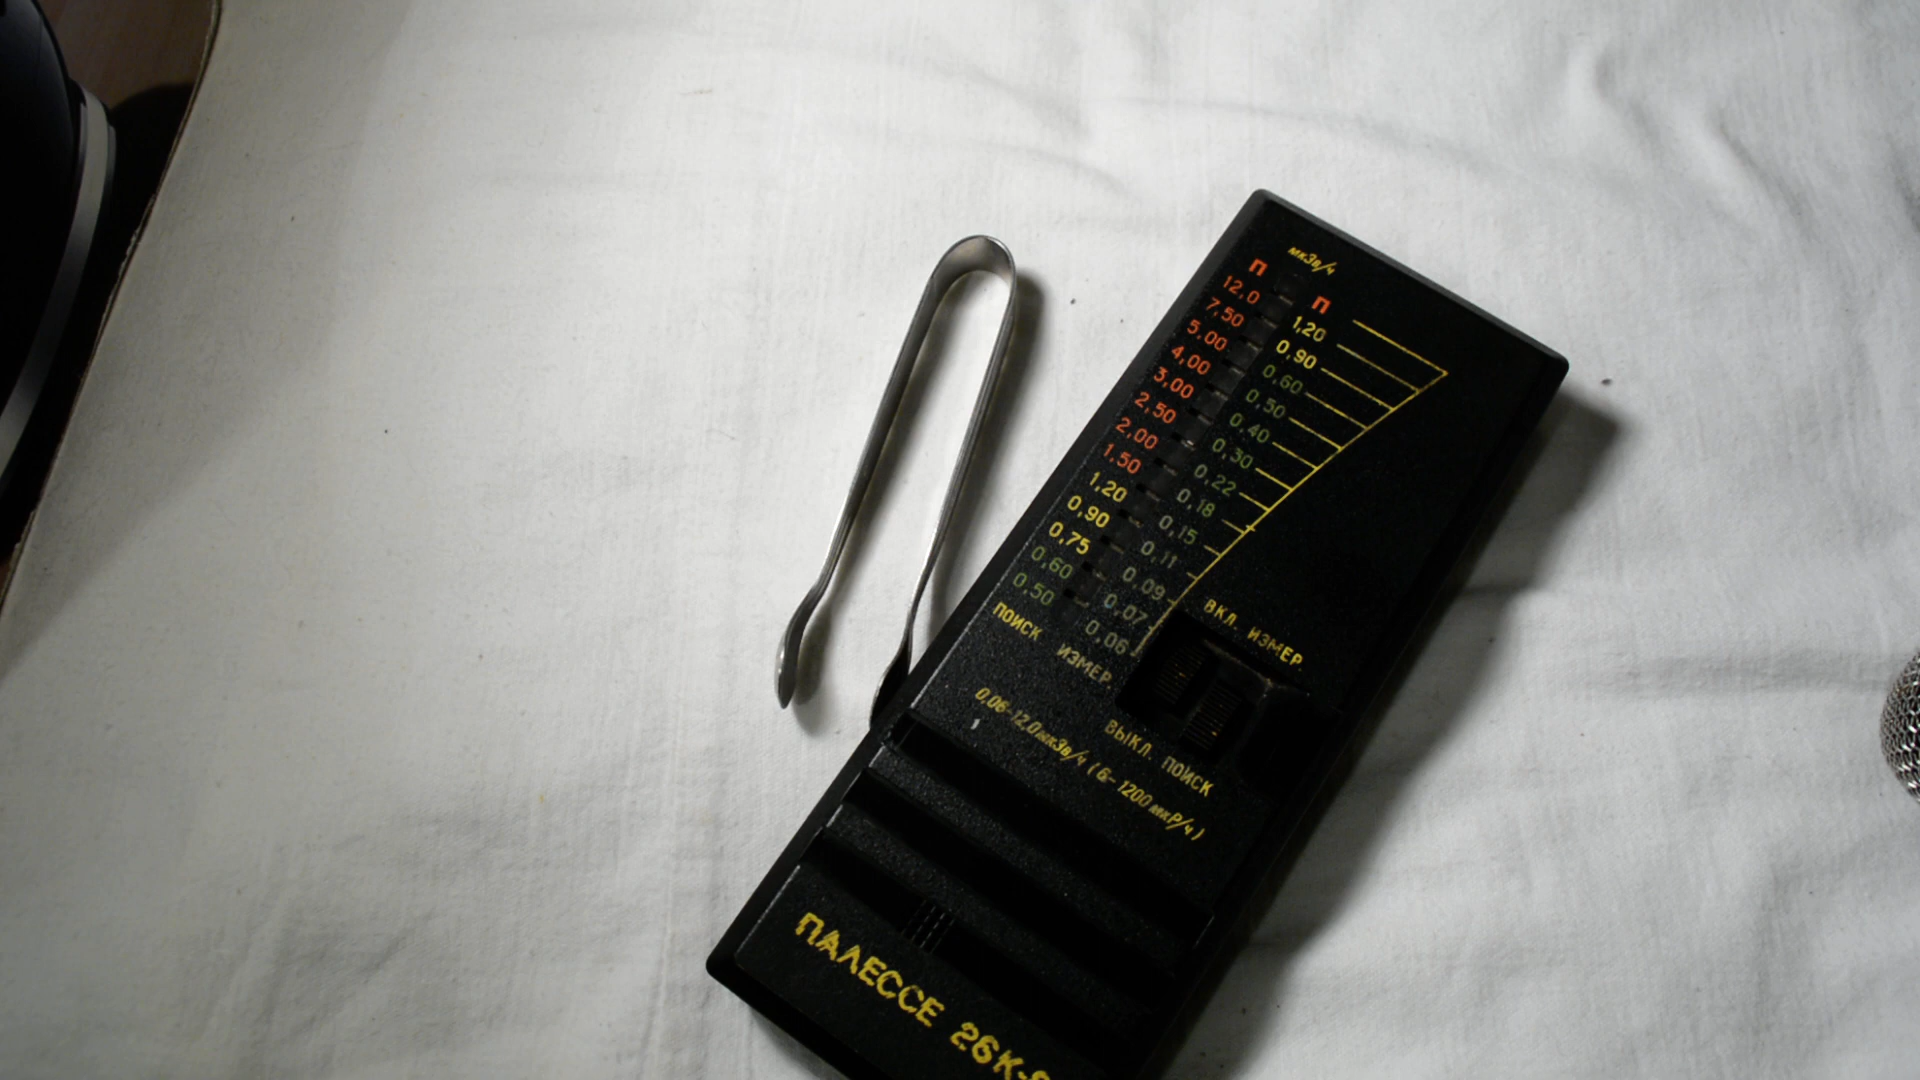 мкЗв/ч
П П
12,0 1,20
7,50 0,90
5,00 0,60
4,00 0,50
3,00 0,40
2,50 0,30
2,00 0,22
1,50 0,18
1,20 0,15
0,90 0,11
0,75 0,09
0,60 0,07
0,50 0,06
ПОИСК ИЗМЕР.
ВКЛ. ИЗМЕР
ВЫКЛ. ПОИСК
0,06-12,0 мкЗв/ч (6-1200 мкР/ч)
ПАЛЕССЕ 26К-